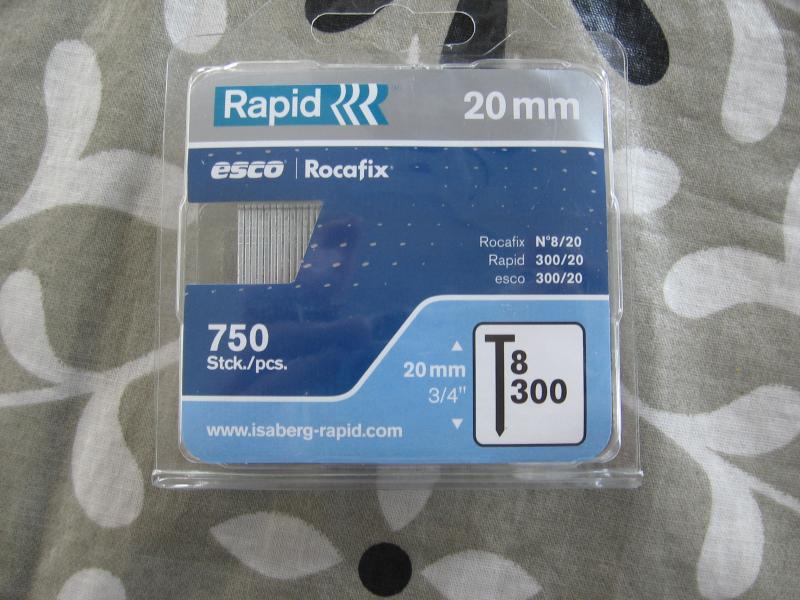 Rapid
20 mm
esco | Rocafix®
Rocafix N°8/20
Rapid 300/20
esco 300/20
750
Stck./pcs.
20 mm
3/4"
8
300
www.isaberg-rapid.com